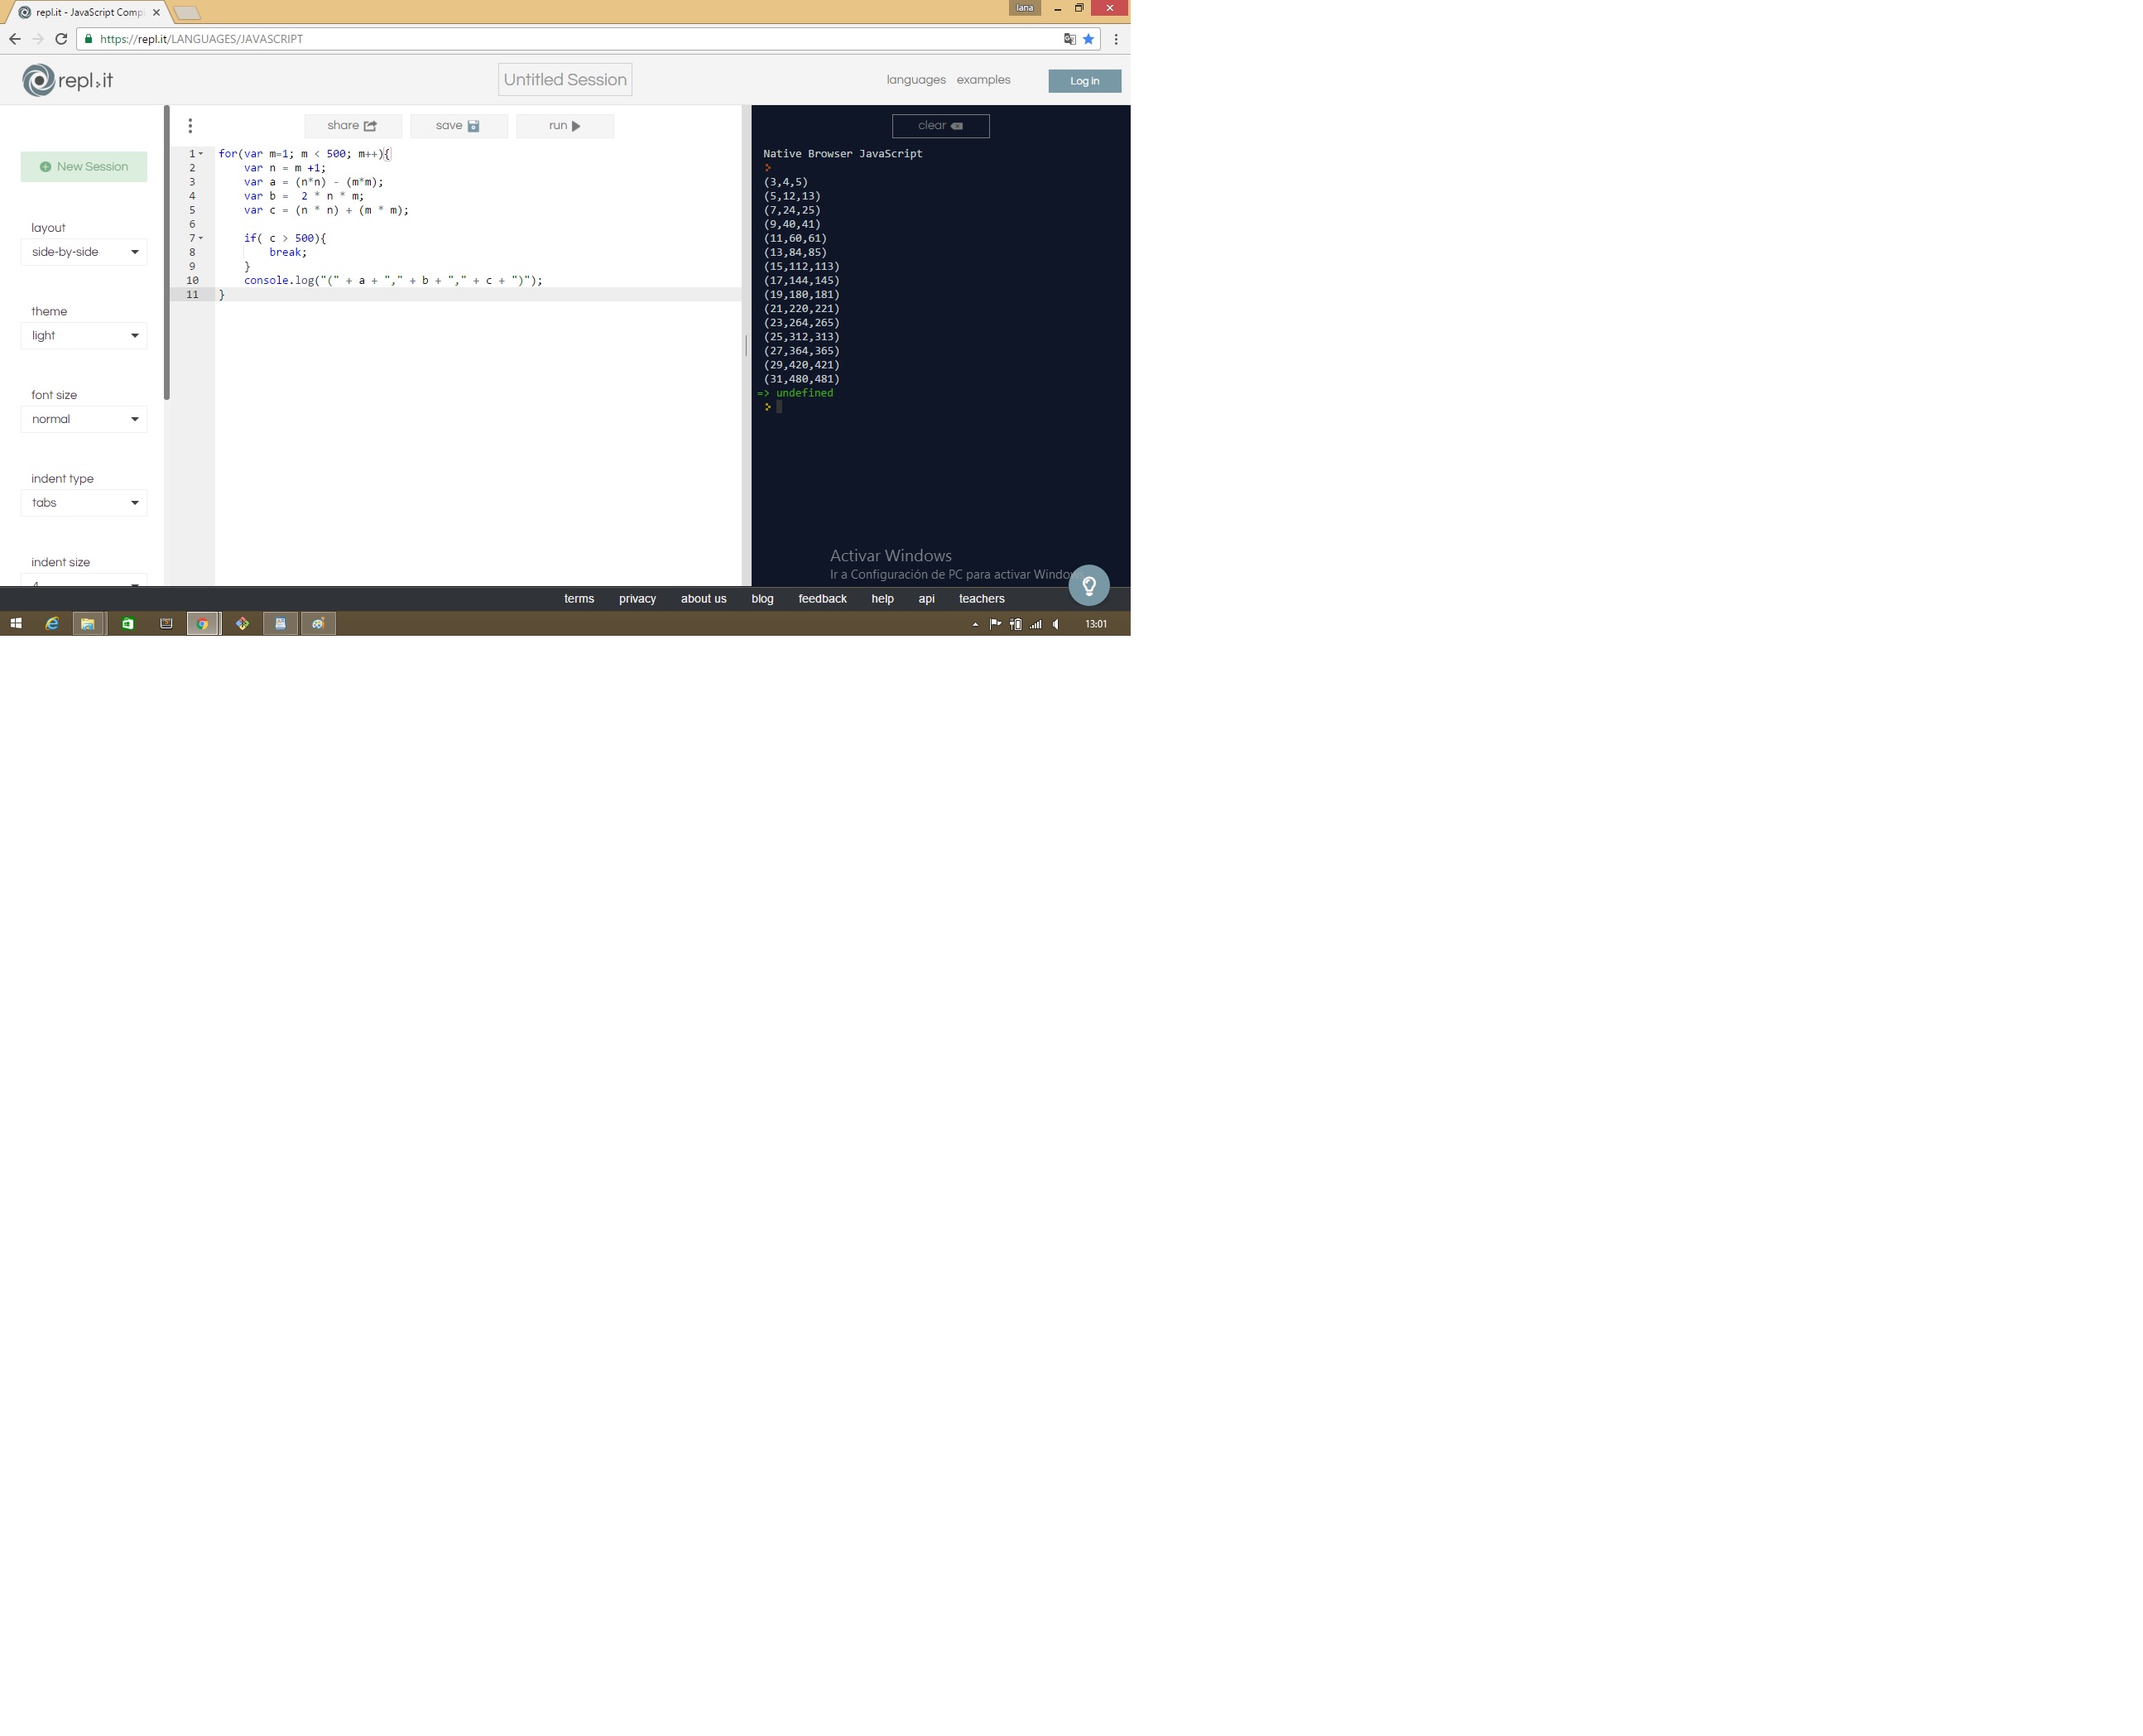 repl.it - JavaScript Comp
lana
https://repl.it/LANGUAGES/JAVASCRIPT
repl.it
Untitled Session
languages examples
Log in
share
save
run
clear
New Session
layout
side-by-side
theme
light
font size
normal
indent type
tabs
indent size
4
1 for(var m=1; m < 500; m++){
2     var n = m +1;
3     var a = (n*n) - (m*m);
4     var b =  2 * n * m;
5     var c = (n * n) + (m * m);
6
7     if( c > 500){
8         break;
9     }
10     console.log("(" + a + "," + b + "," + c + ")");
11 }
Native Browser JavaScript
(3,4,5)
(5,12,13)
(7,24,25)
(9,40,41)
(11,60,61)
(13,84,85)
(15,112,113)
(17,144,145)
(19,180,181)
(21,220,221)
(23,264,265)
(25,312,313)
(27,364,365)
(29,420,421)
(31,480,481)
=> undefined
Activar Windows
Ir a Configuración de PC para activar Windo
terms privacy about us blog feedback help api teachers
13:01